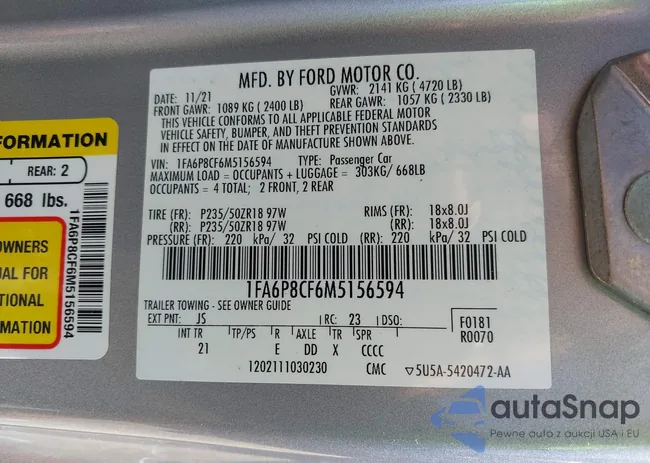 MFD. BY FORD MOTOR CO.
DATE: 11/21 GVWR: 2141 KG ( 4720 LB)
FRONT GAWR: 1089 KG ( 2400 LB) REAR GAWR: 1057 KG ( 2330 LB)
THIS VEHICLE CONFORMS TO ALL APPLICABLE FEDERAL MOTOR
VEHICLE SAFETY, BUMPER, AND THEFT PREVENTION STANDARDS
IN EFFECT ON THE DATE OF MANUFACTURE SHOWN ABOVE.
VIN: 1FA6P8CF6M5156594 TYPE: Passenger Car
MAXIMUM LOAD = OCCUPANTS + LUGGAGE = 303KG/ 668LB
OCCUPANTS = 4 TOTAL; 2 FRONT, 2 REAR
TIRE (FR): P235/50ZR18 97W RIMS (FR): 18x8.0J
(RR): P235/50ZR18 97W (RR): 18x8.0J
PRESSURE (FR): 220 kPa/ 32 PSI COLD (RR): 220 kPa/ 32 PSI COLD
1FA6P8CF6M5156594
TRAILER TOWING - SEE OWNER GUIDE
EXT PNT: JS RC: 23 DSO:
INT TR TP/PS R AXLE TR SPR
21 E DD X CCCC
F0181
R0070
1202111030230 CMC ▽5U5A-5420472-AA
FORMATION
REAR: 2
668 lbs.
OWNERS
UAL FOR
TIONAL
RMATION
1FA6P8CF6M5156594
autaSnap
Pewne auta z aukcji USA i EU